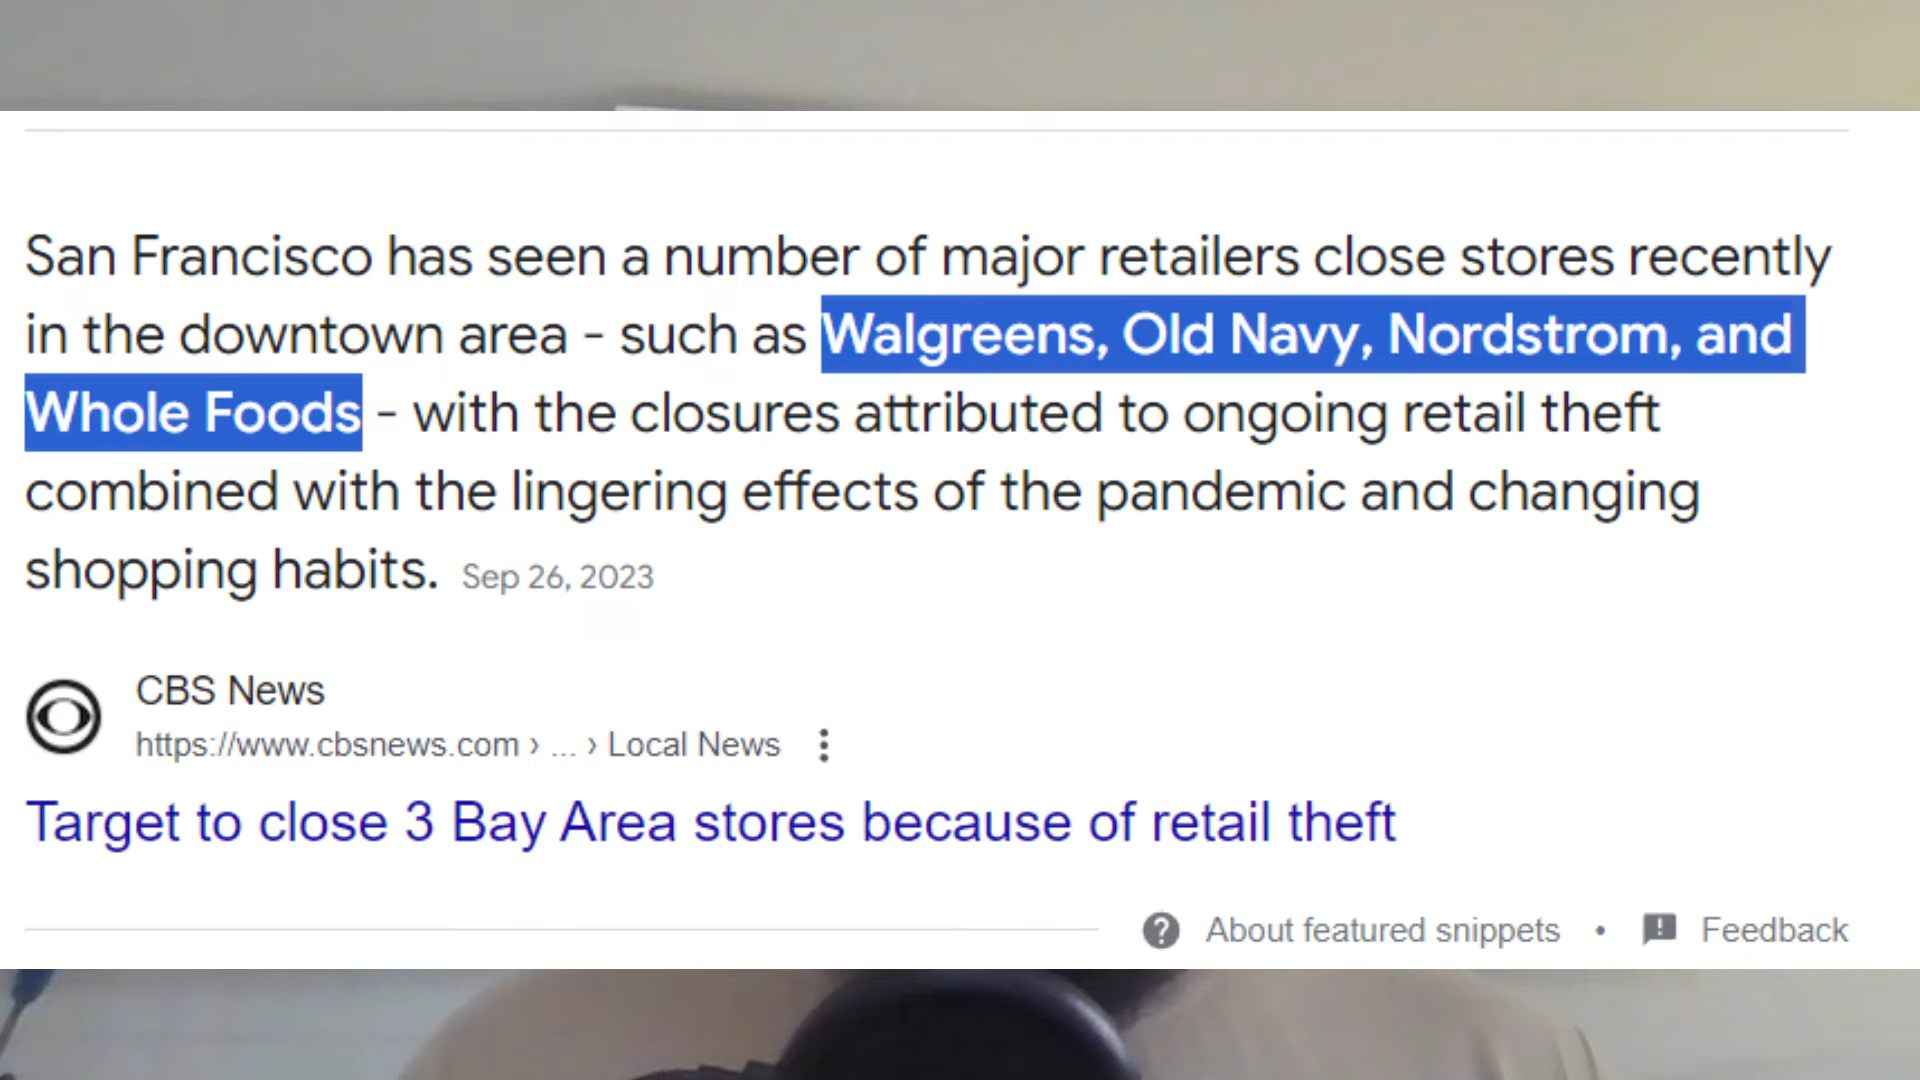 San Francisco has seen a number of major retailers close stores recently
in the downtown area - such as Walgreens, Old Navy, Nordstrom, and
Whole Foods - with the closures attributed to ongoing retail theft
combined with the lingering effects of the pandemic and changing
shopping habits. Sep 26, 2023
CBS News
https://www.cbsnews.com › ... › Local News
Target to close 3 Bay Area stores because of retail theft
About featured snippets • Feedback